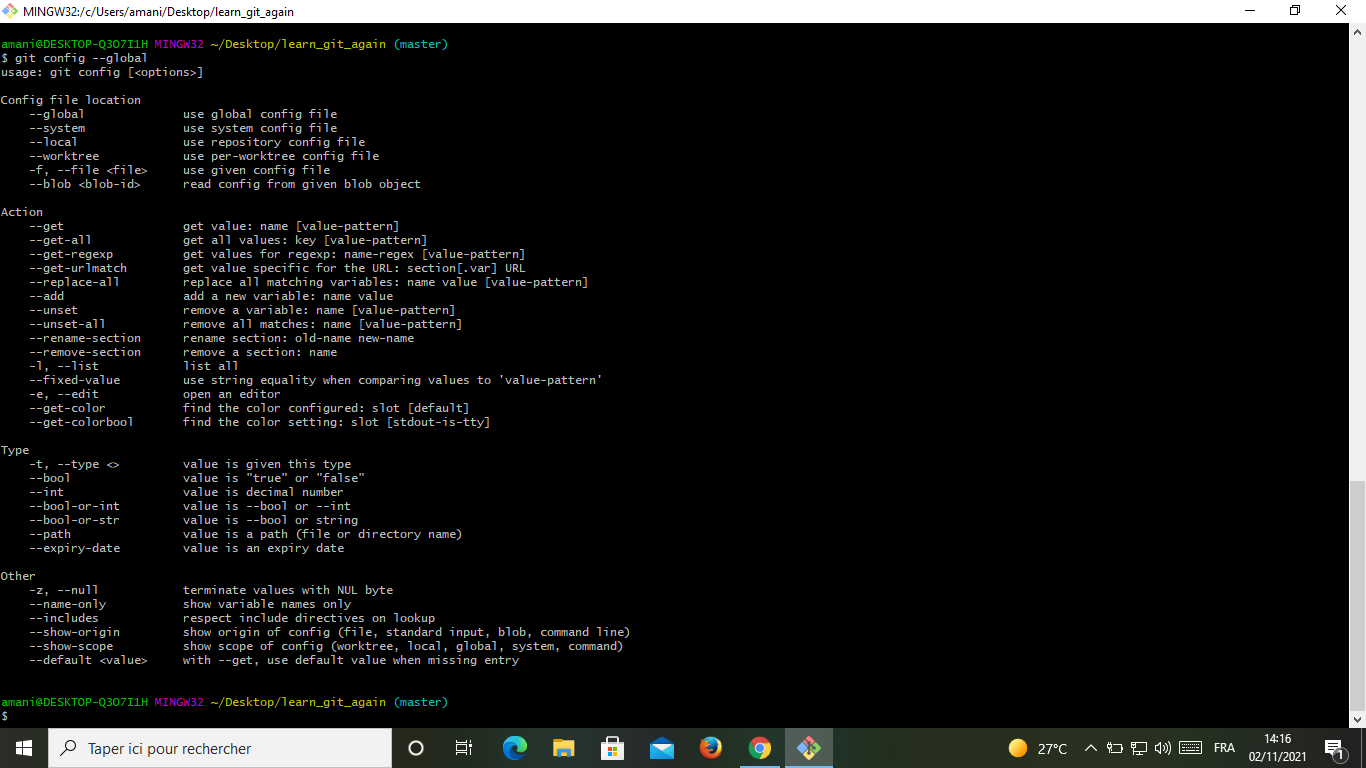 MINGW32:/c/Users/amani/Desktop/learn_git_again
amani@DESKTOP-Q3O7I1H MINGW32 ~/Desktop/learn_git_again (master)
$ git config --global
usage: git config [<options>]
Config file location
--global use global config file
--system use system config file
--local use repository config file
--worktree use per-worktree config file
-f, --file <file> use given config file
--blob <blob-id> read config from given blob object
Action
--get get value: name [value-pattern]
--get-all get all values: key [value-pattern]
--get-regexp get values for regexp: name-regex [value-pattern]
--get-urlmatch get value specific for the URL: section[.var] URL
--replace-all replace all matching variables: name value [value-pattern]
--add add a new variable: name value
--unset remove a variable: name [value-pattern]
--unset-all remove all matches: name [value-pattern]
--rename-section rename section: old-name new-name
--remove-section remove a section: name
-l, --list list all
--fixed-value use string equality when comparing values to 'value-pattern'
-e, --edit open an editor
--get-color find the color configured: slot [default]
--get-colorbool find the color setting: slot [stdout-is-tty]
Type
-t, --type <> value is given this type
--bool value is "true" or "false"
--int value is decimal number
--bool-or-int value is --bool or --int
--bool-or-str value is --bool or string
--path value is a path (file or directory name)
--expiry-date value is an expiry date
Other
-z, --null terminate values with NUL byte
--name-only show variable names only
--includes respect include directives on lookup
--show-origin show origin of config (file, standard input, blob, command line)
--show-scope show scope of config (worktree, local, global, system, command)
--default <value> with --get, use default value when missing entry
amani@DESKTOP-Q3O7I1H MINGW32 ~/Desktop/learn_git_again (master)
$
Taper ici pour rechercher
27°C
FRA
14:16
02/11/2021
1